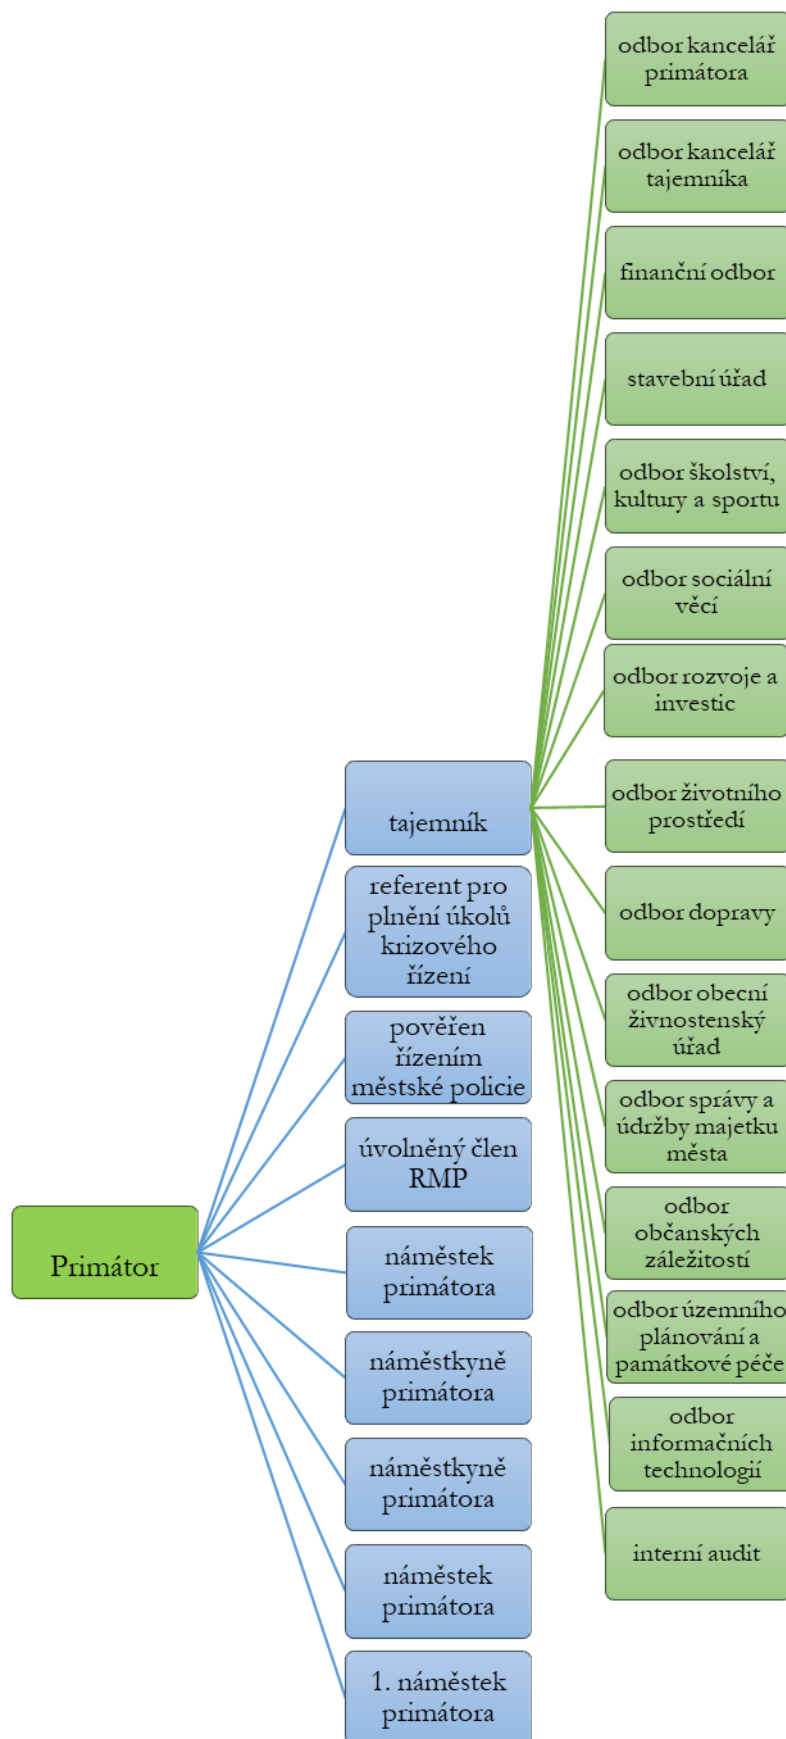 Primátor
tajemník
referent pro
plnění úkolů
krizového
řízení
pověřen
řízením
městské policie
úvolněný člen
RMP
náměstek
primátora
náměstkyně
primátora
náměstkyně
primátora
náměstek
primátora
1. náměstek
primátora
odbor kancelář
primátora
odbor kancelář
tajemníka
finanční odbor
stavební úřad
odbor školství,
kultury a sportu
odbor sociální
věcí
odbor rozvoje a
investic
odbor životního
prostředí
odbor dopravy
odbor obecní
živnostenský
úřad
odbor správy a
údržby majetku
města
odbor
občanských
záležitostí
odbor územního
plánování a
památkové péče
odbor
informačních
technologií
interní audit